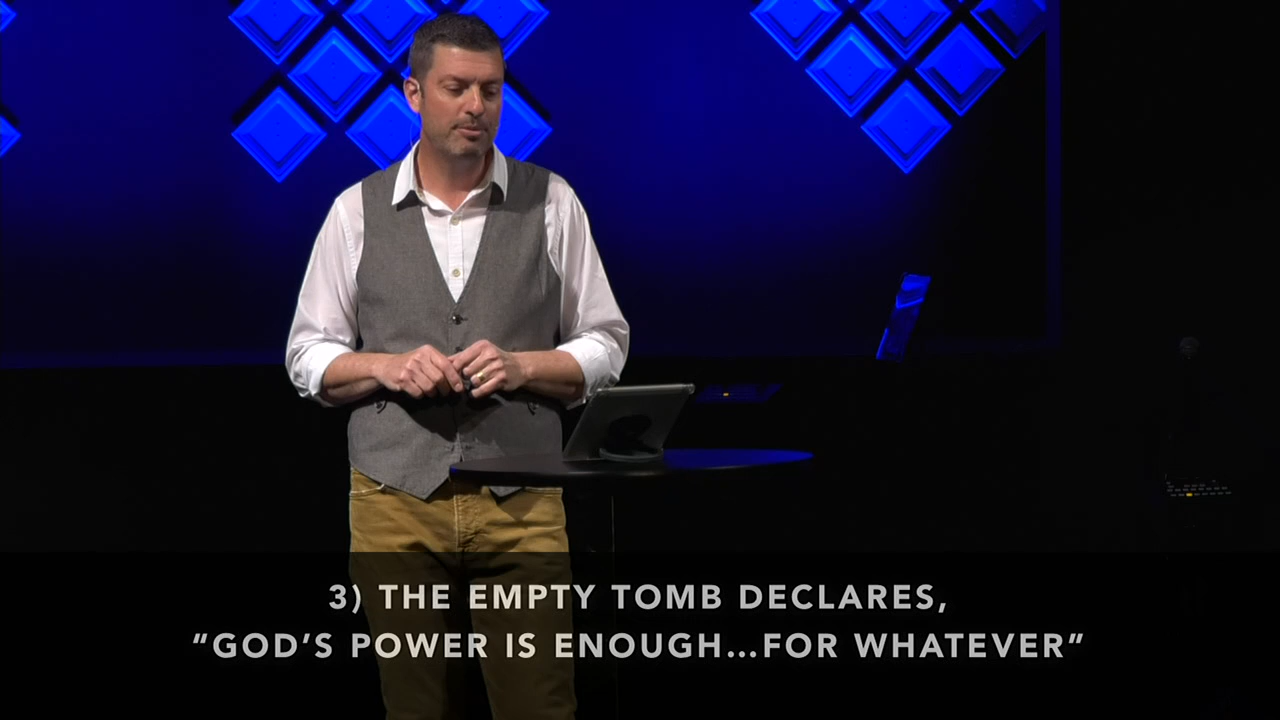 3) THE EMPTY TOMB DECLARES,
“GOD’S POWER IS ENOUGH...FOR WHATEVER”